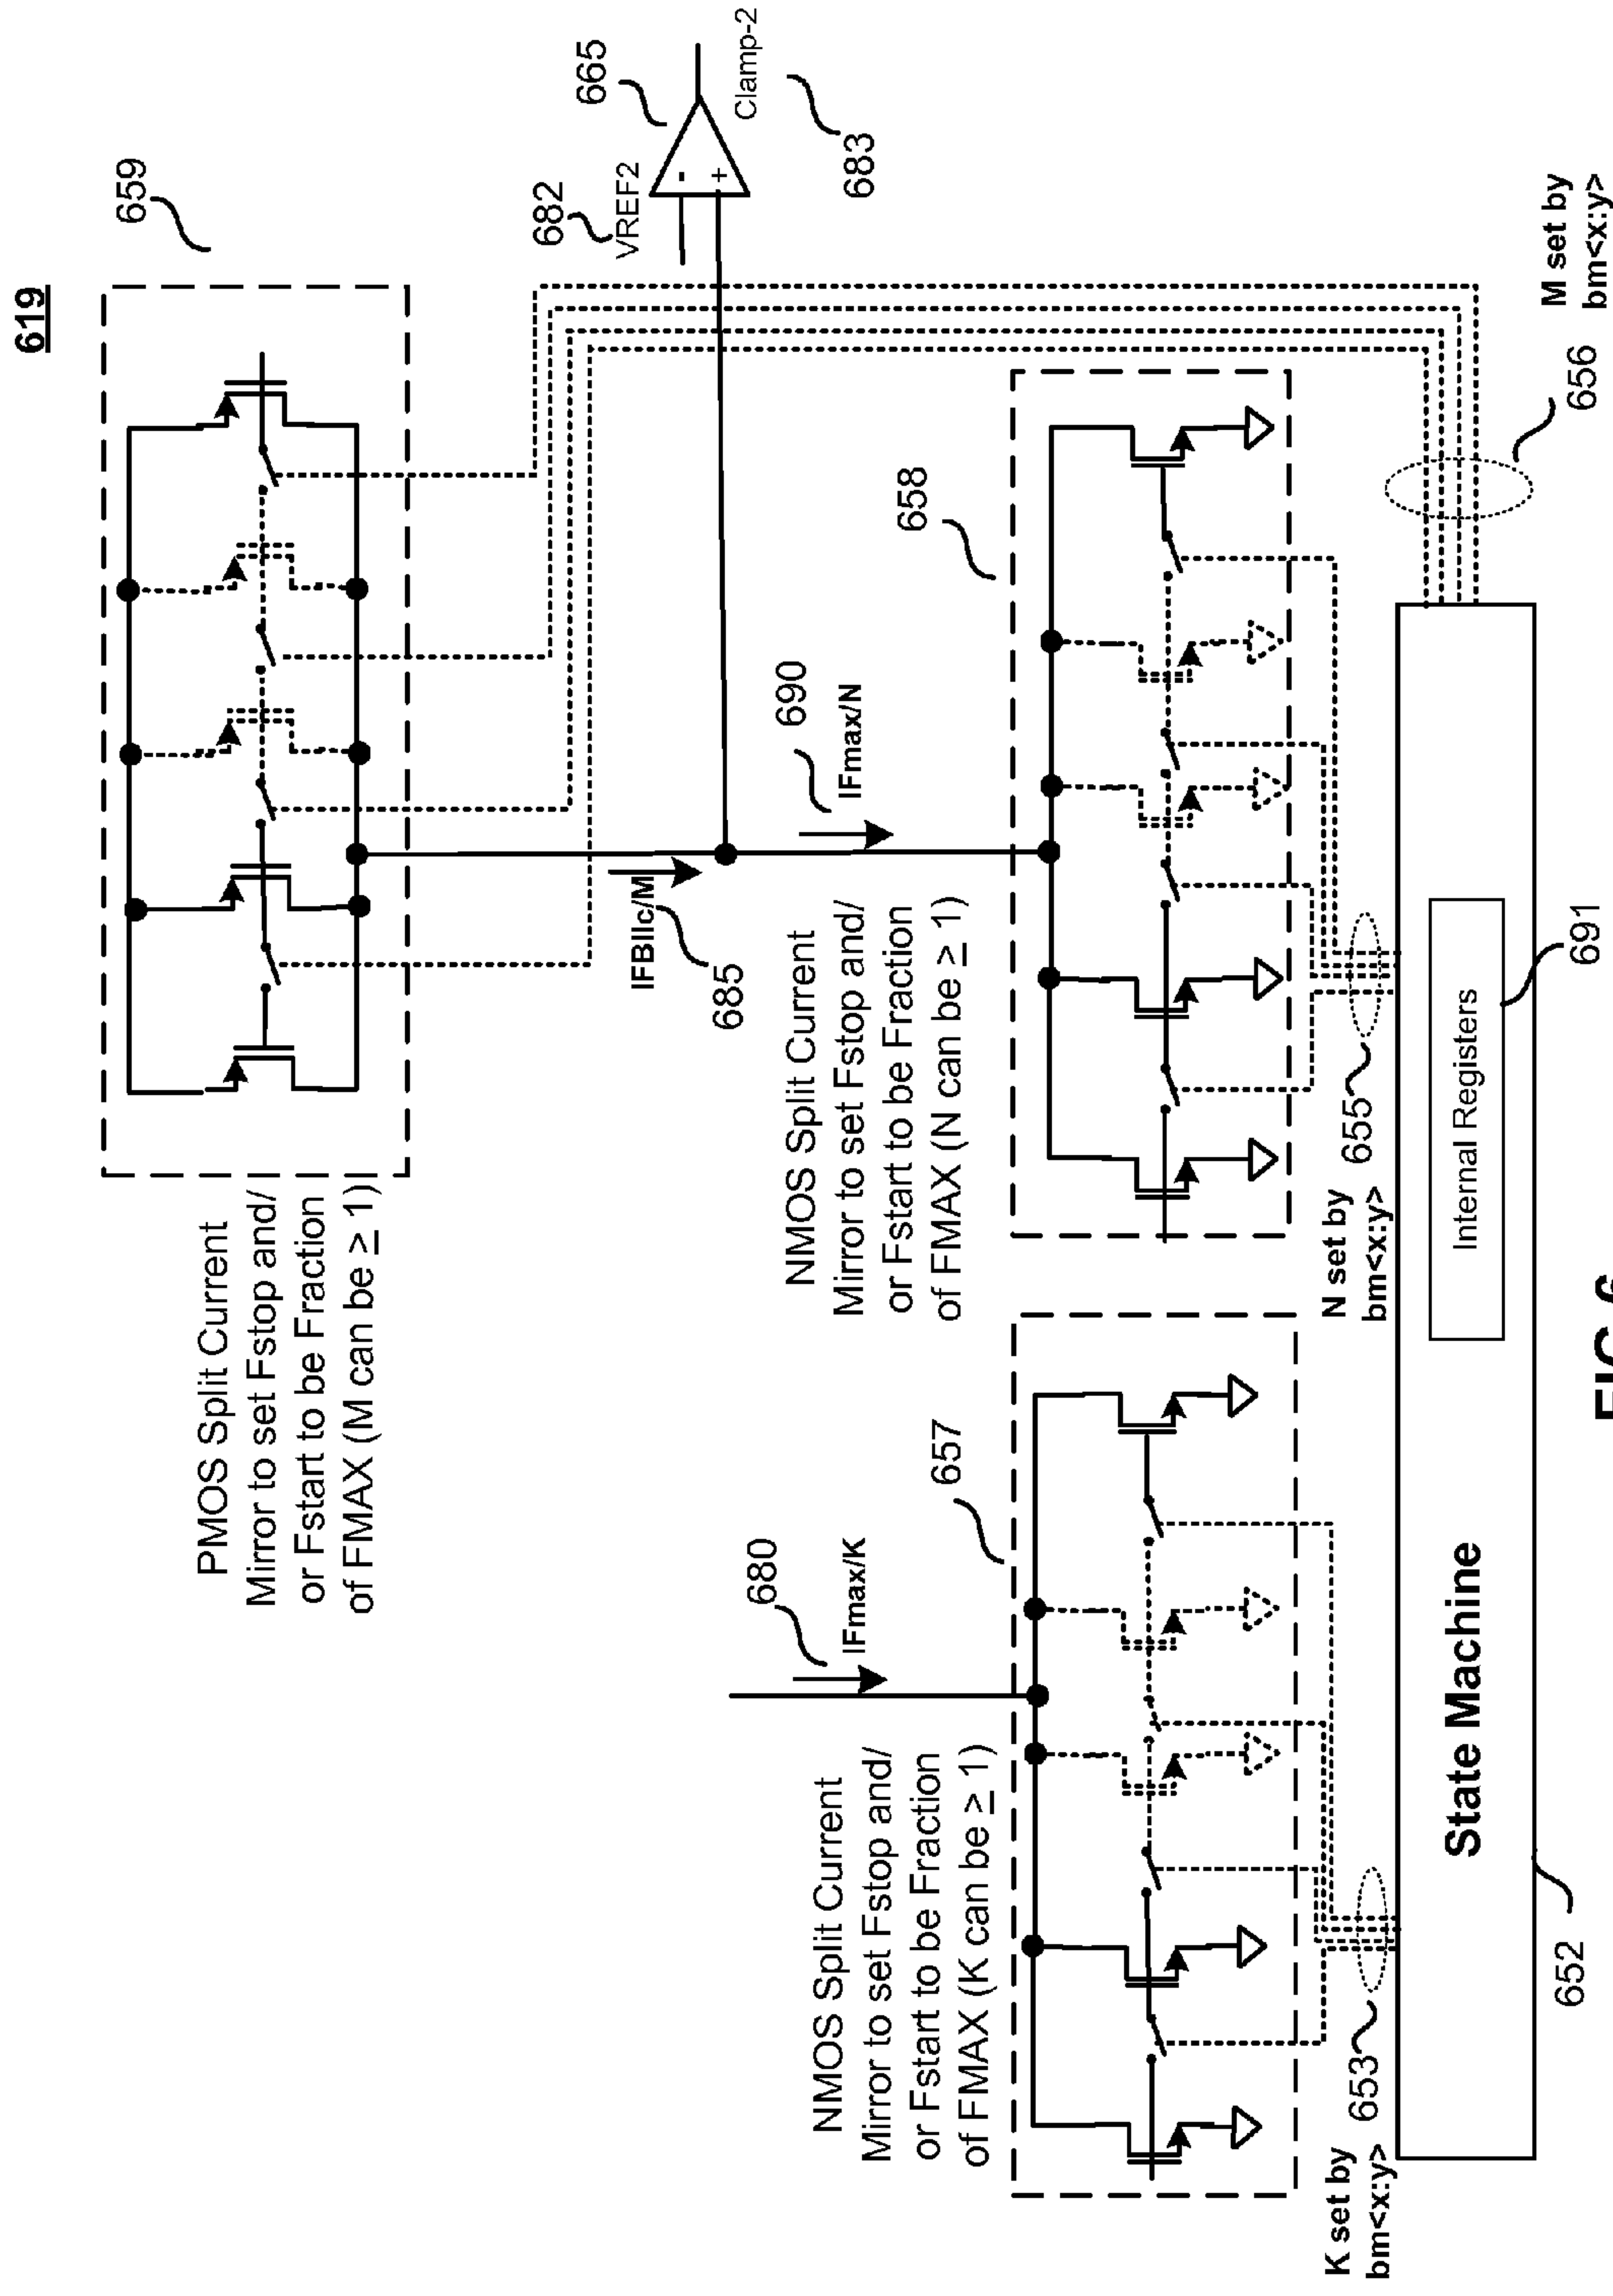 619
659
PMOS Split Current
Mirror to set Fstop and/
or Fstart to be Fraction
of FMAX (M can be ≥ 1)
682
VREF2
665
-
+
Clamp-2
683
IFBIIc/M
685
690
IFmax/N
680
IFmax/K
NMOS Split Current
Mirror to set Fstop and/
or Fstart to be Fraction
of FMAX (K can be ≥ 1)
657
NMOS Split Current
Mirror to set Fstop and/
or Fstart to be Fraction
of FMAX (N can be ≥ 1)
658
K set by
bm<x:y>
653
N set by
bm<x:y>
655
656
M set by
bm<x:y>
State Machine
Internal Registers
652
691
FIG. 6